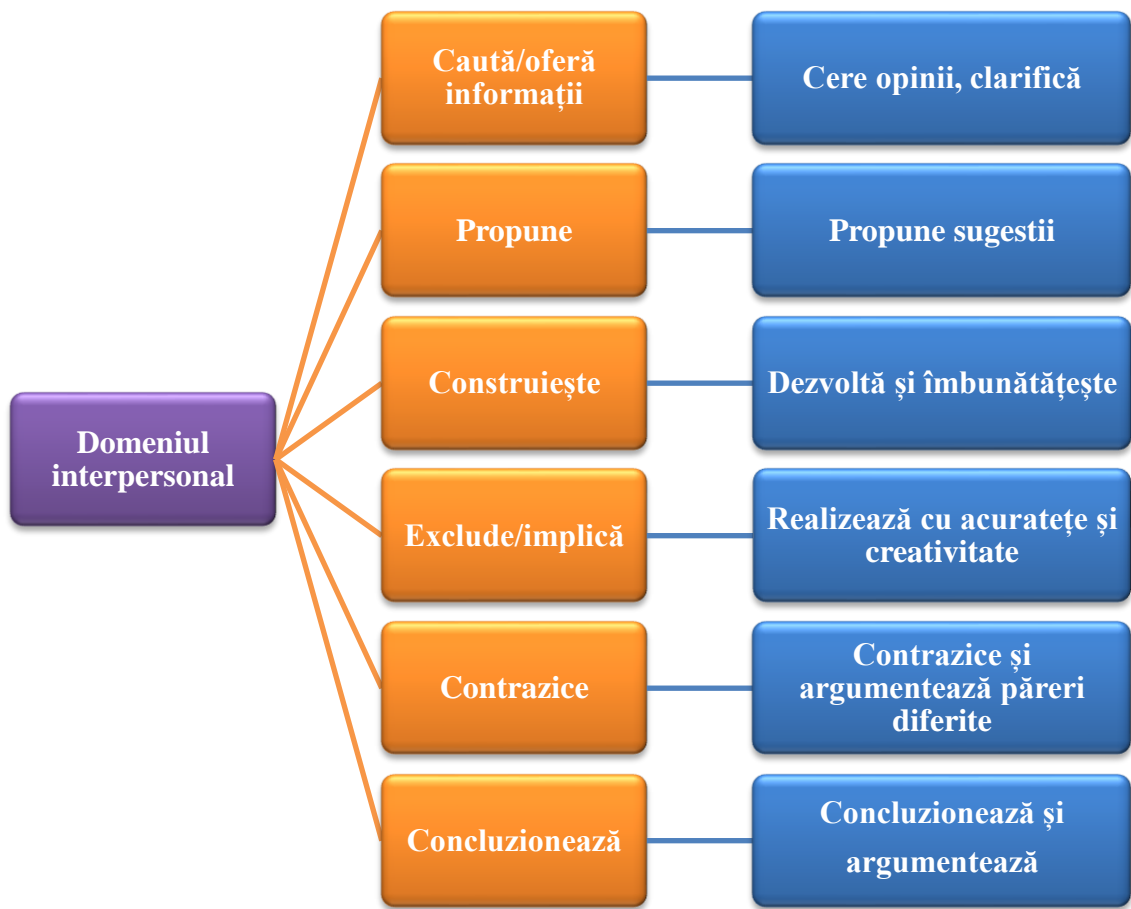 Caută/oferă
informații
Cere opinii, clarifică
Propune
Propune sugestii
Construiește
Dezvoltă și îmbunătățește
Domeniul
interpersonal
Exclude/implică
Realizează cu acuratețe și
creativitate
Contrazice
Contrazice și
argumentează păreri
diferite
Concluzionează
Concluzionează și
argumentează